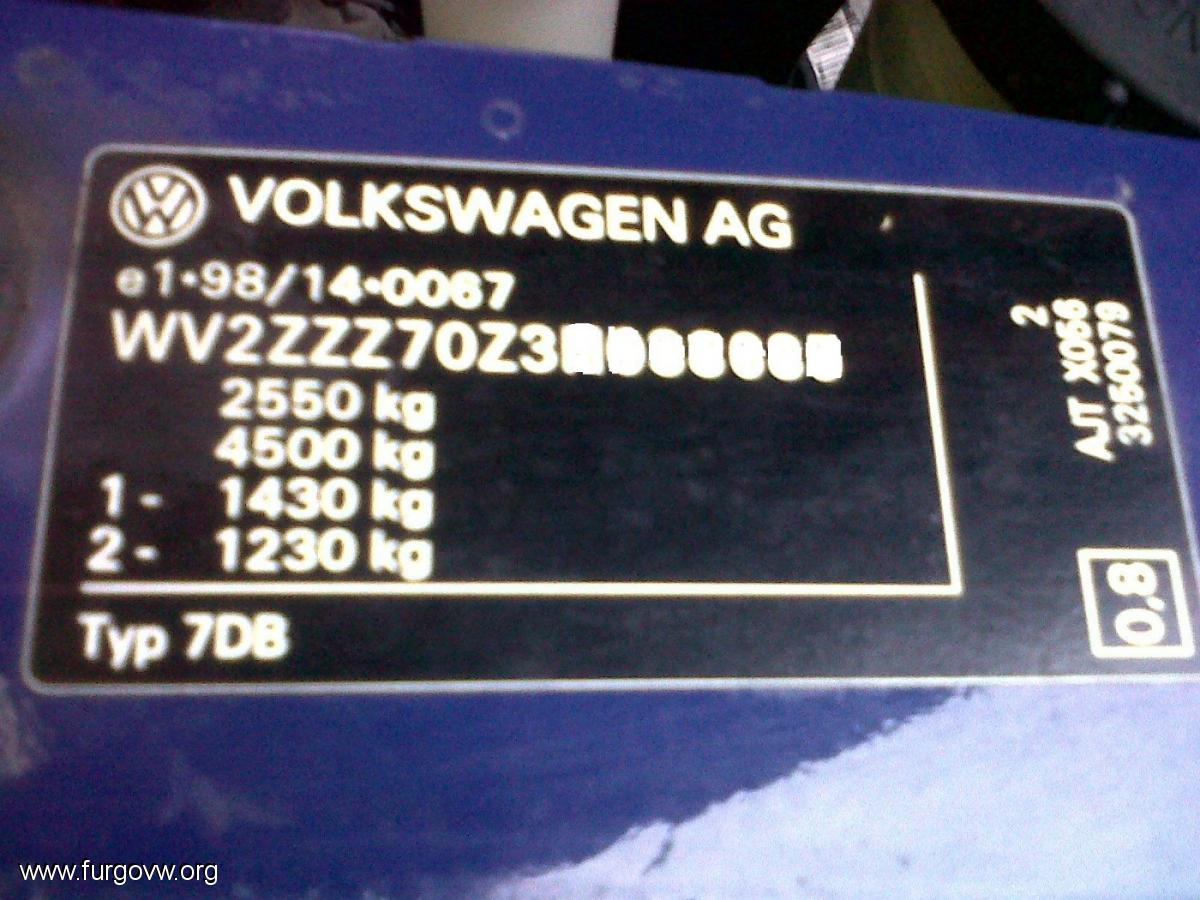 VOLKSWAGEN AG
e1*98/14*0067
WV2ZZZ70Z3
2550 kg
4500 kg
1 - 1430 kg
2 - 1230 kg
Typ 7DB
2
AJT X056
3260079
0.8
www.furgovw.org